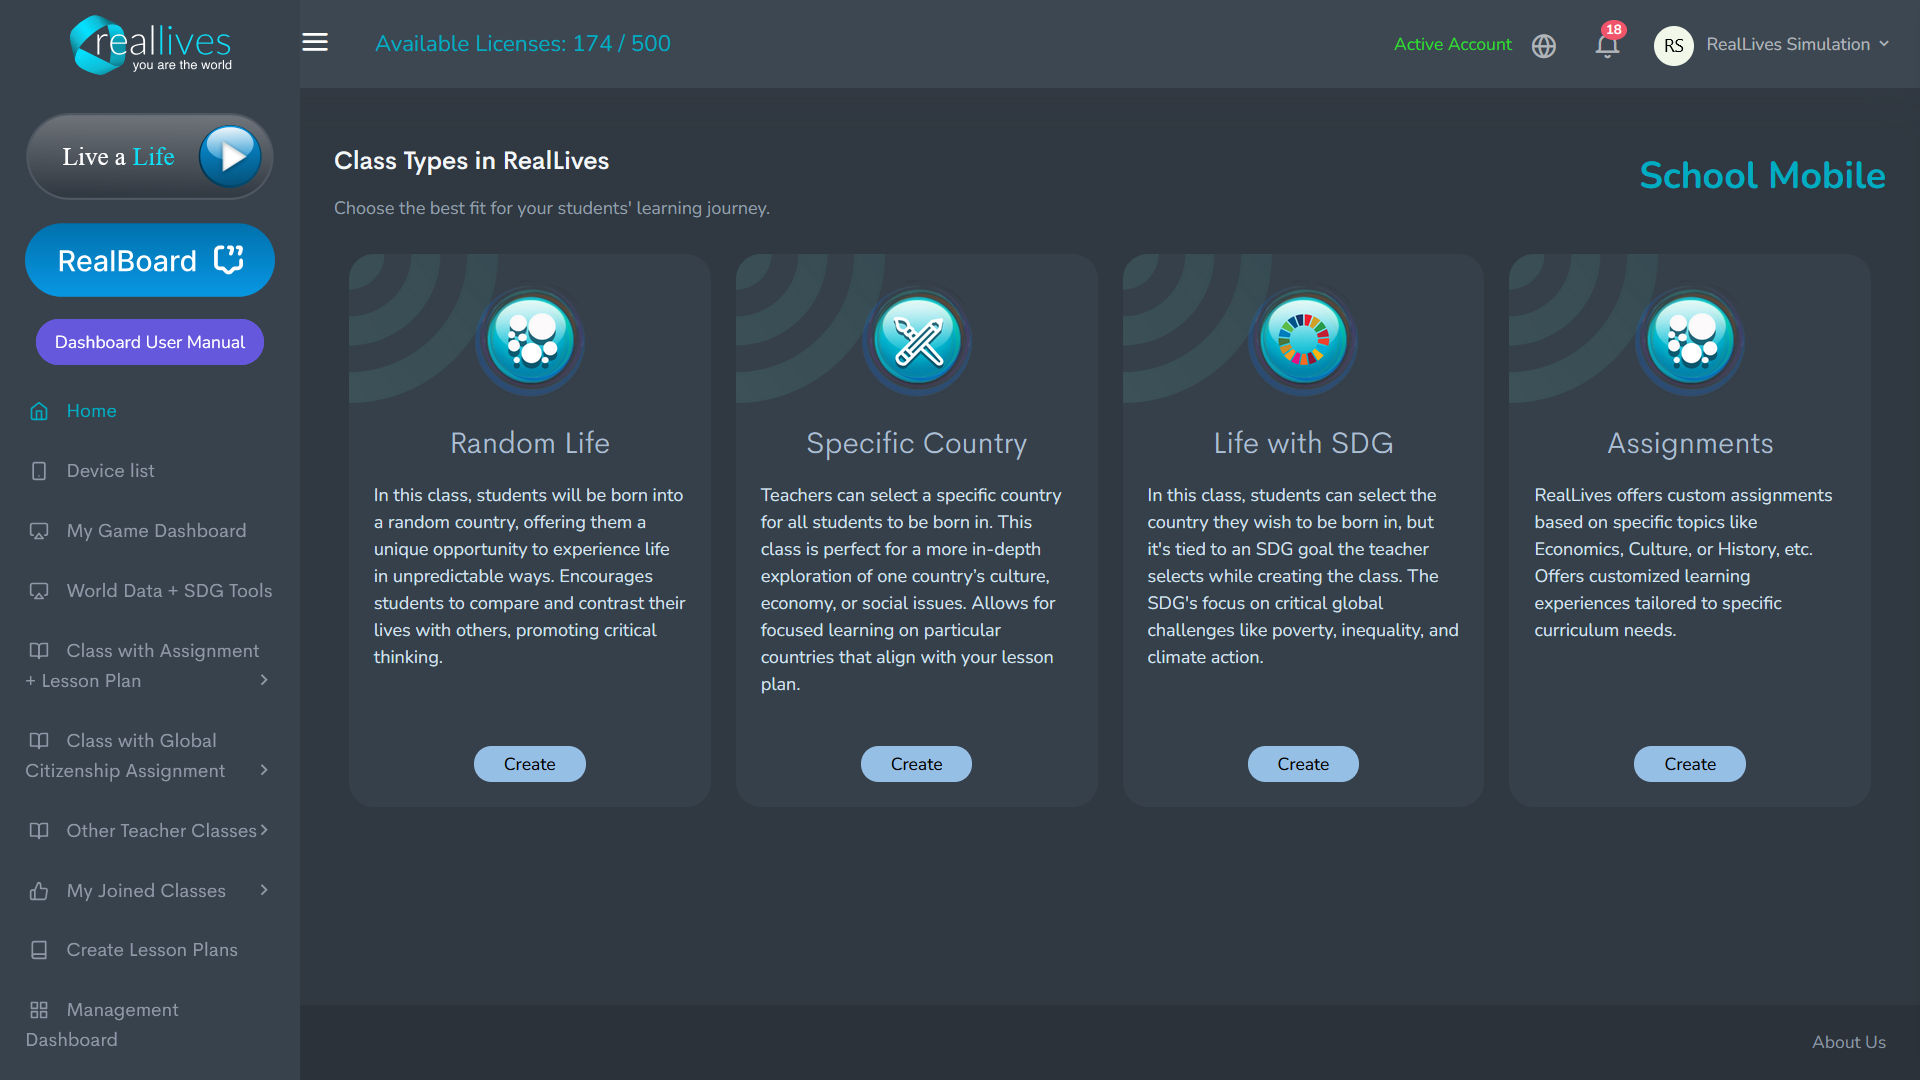 reallives
you are the world
Available Licenses: 174 / 500
Active Account
18
RS
RealLives Simulation
Live a Life
RealBoard
Dashboard User Manual
Home
Device list
My Game Dashboard
World Data + SDG Tools
Class with Assignment
+ Lesson Plan
Class with Global
Citizenship Assignment
Other Teacher Classes
My Joined Classes
Create Lesson Plans
Management
Dashboard
Class Types in RealLives
School Mobile
Choose the best fit for your students' learning journey.
Random Life
In this class, students will be born into
a random country, offering them a
unique opportunity to experience life
in unpredictable ways. Encourages
students to compare and contrast their
lives with others, promoting critical
thinking.
Create
Specific Country
Teachers can select a specific country
for all students to be born in. This
class is perfect for a more in-depth
exploration of one country’s culture,
economy, or social issues. Allows for
focused learning on particular
countries that align with your lesson
plan.
Create
Life with SDG
In this class, students can select the
country they wish to be born in, but
it's tied to an SDG goal the teacher
selects while creating the class. The
SDG's focus on critical global
challenges like poverty, inequality, and
climate action.
Create
Assignments
RealLives offers custom assignments
based on specific topics like
Economics, Culture, or History, etc.
Offers customized learning
experiences tailored to specific
curriculum needs.
Create
About Us